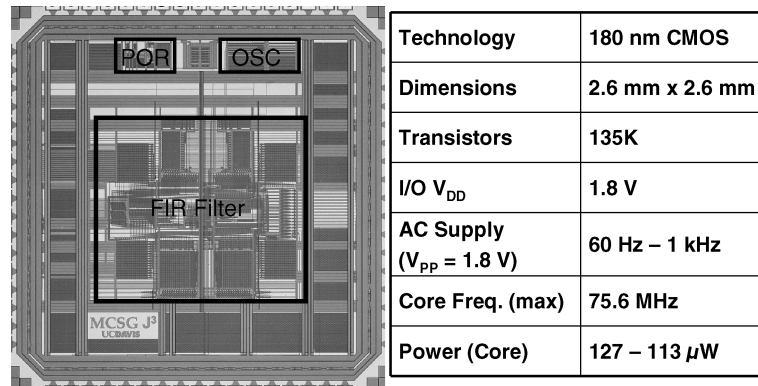 POR
OSC
FIR Filter
MCSG J³
UCDAVIS
Technology 180 nm CMOS
Dimensions 2.6 mm x 2.6 mm
Transistors 135K
I/O V_DD 1.8 V
AC Supply
(V_PP = 1.8 V) 60 Hz – 1 kHz
Core Freq. (max) 75.6 MHz
Power (Core) 127 – 113 µW